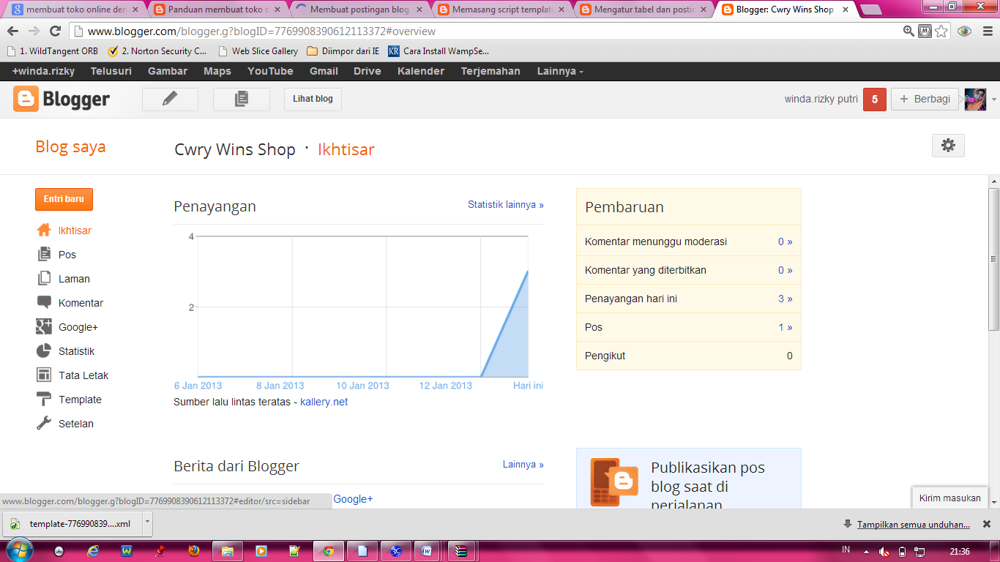 membuat toko online den
Panduan membuat toko o
Membuat postingan blog
Memasang script templat
Mengatur tabel dan postin
Blogger: Cwry Wins Shop
www.blogger.com/blogger.g?blogID=7769908390612113372#overview
1. WildTangent ORB
2. Norton Security C...
Web Slice Gallery
Diimpor dari IE
KR Cara Install WampSe...
+winda.rizky Telusuri Gambar Maps YouTube Gmail Drive Kalender Terjemahan Lainnya
Blogger
Lihat blog
winda.rizky putri
5
+ Berbagi
Blog saya
Cwry Wins Shop · Ikhtisar
Entri baru
Ikhtisar
Pos
Laman
Komentar
Google+
Statistik
Tata Letak
Template
Setelan
Penayangan
Statistik lainnya »
4
2
6 Jan 2013 8 Jan 2013 10 Jan 2013 12 Jan 2013 Hari ini
Sumber lalu lintas teratas - kallery.net
Pembaruan
Komentar menunggu moderasi 0 »
Komentar yang diterbitkan 0 »
Penayangan hari ini 3 »
Pos 1 »
Pengikut 0
Berita dari Blogger
Lainnya »
Google+
Publikasikan pos
blog saat di
perjalanan
Kirim masukan
www.blogger.com/blogger.g?blogID=7769908390612113372#editor/src=sidebar
template-776990839....xml
Tampilkan semua unduhan...
IN
21:36